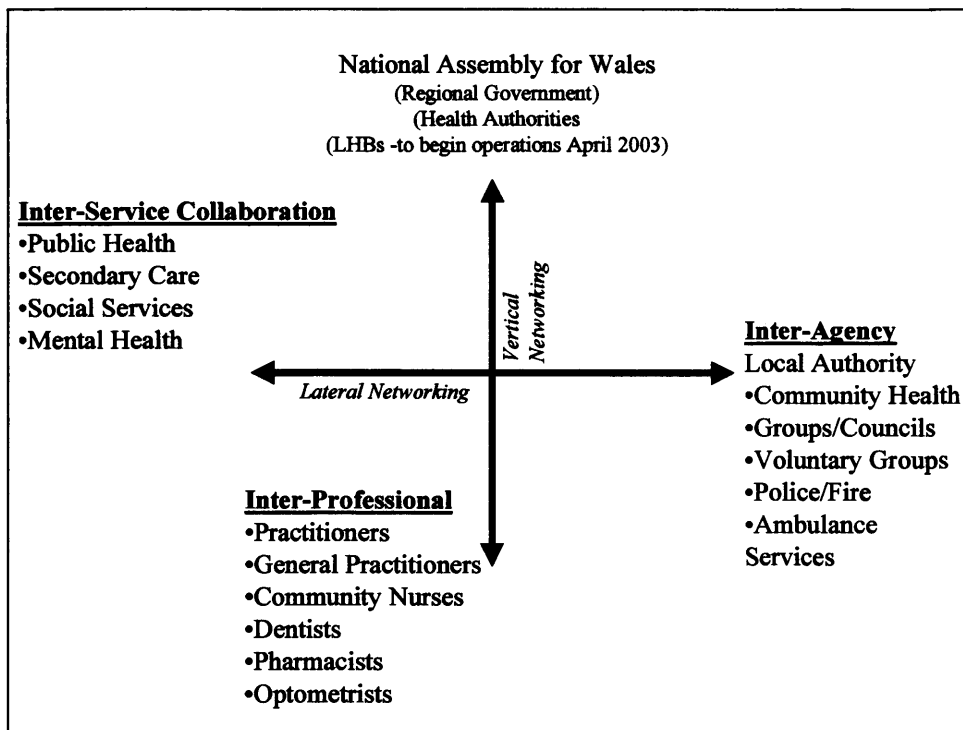 National Assembly for Wales
(Regional Government)
(Health Authorities
(LHBs -to begin operations April 2003)
Inter-Service Collaboration
•Public Health
•Secondary Care
•Social Services
•Mental Health
Vertical
Networking
Lateral Networking
Inter-Agency
Local Authority
•Community Health
•Groups/Councils
•Voluntary Groups
•Police/Fire
•Ambulance
Services
Inter-Professional
•Practitioners
•General Practitioners
•Community Nurses
•Dentists
•Pharmacists
•Optometrists